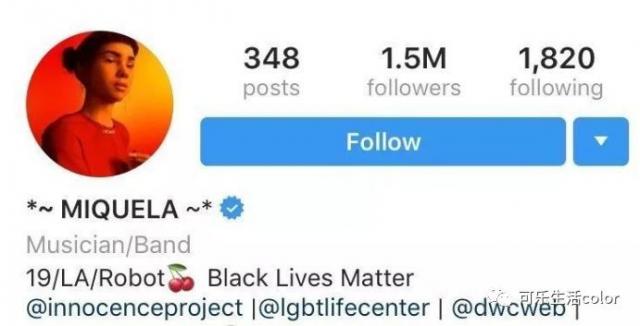 348 1.5M 1,820
posts followers following
Follow
*~ MIQUELA ~*
Musician/Band
19/LA/Robot🍒 Black Lives Matter
@innocenceproject |@lgbtlifecenter | @dwcweb |
可乐生活color